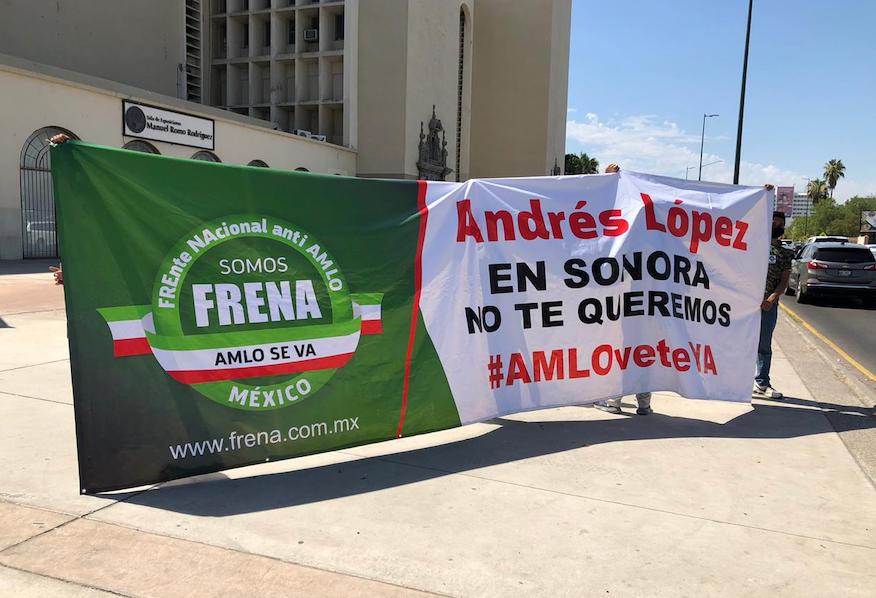 Sala de Exposiciones
Manuel Romo Rodríguez
FREnte NAcional anti AMLO
SOMOS
FRENA
AMLO SE VA
MÉXICO
www.frena.com.mx
Andrés López
EN SONORA
NO TE QUEREMOS
#AMLOveteYA